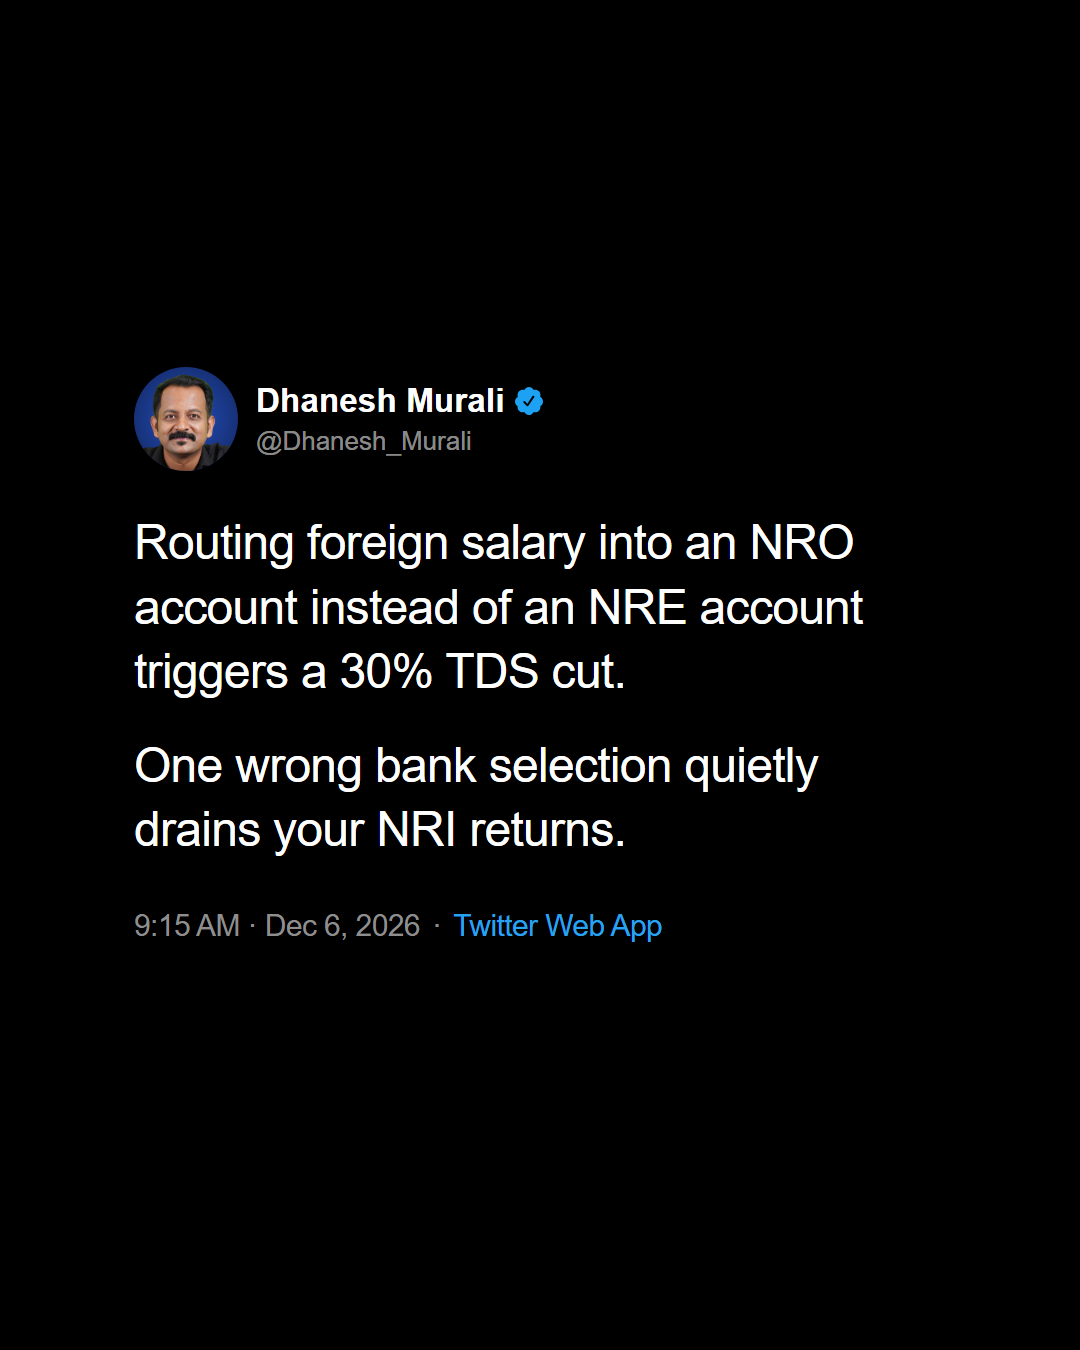 Dhanesh Murali
@Dhanesh_Murali
Routing foreign salary into an NRO
account instead of an NRE account
triggers a 30% TDS cut.
One wrong bank selection quietly
drains your NRI returns.
9:15 AM · Dec 6, 2026 · Twitter Web App